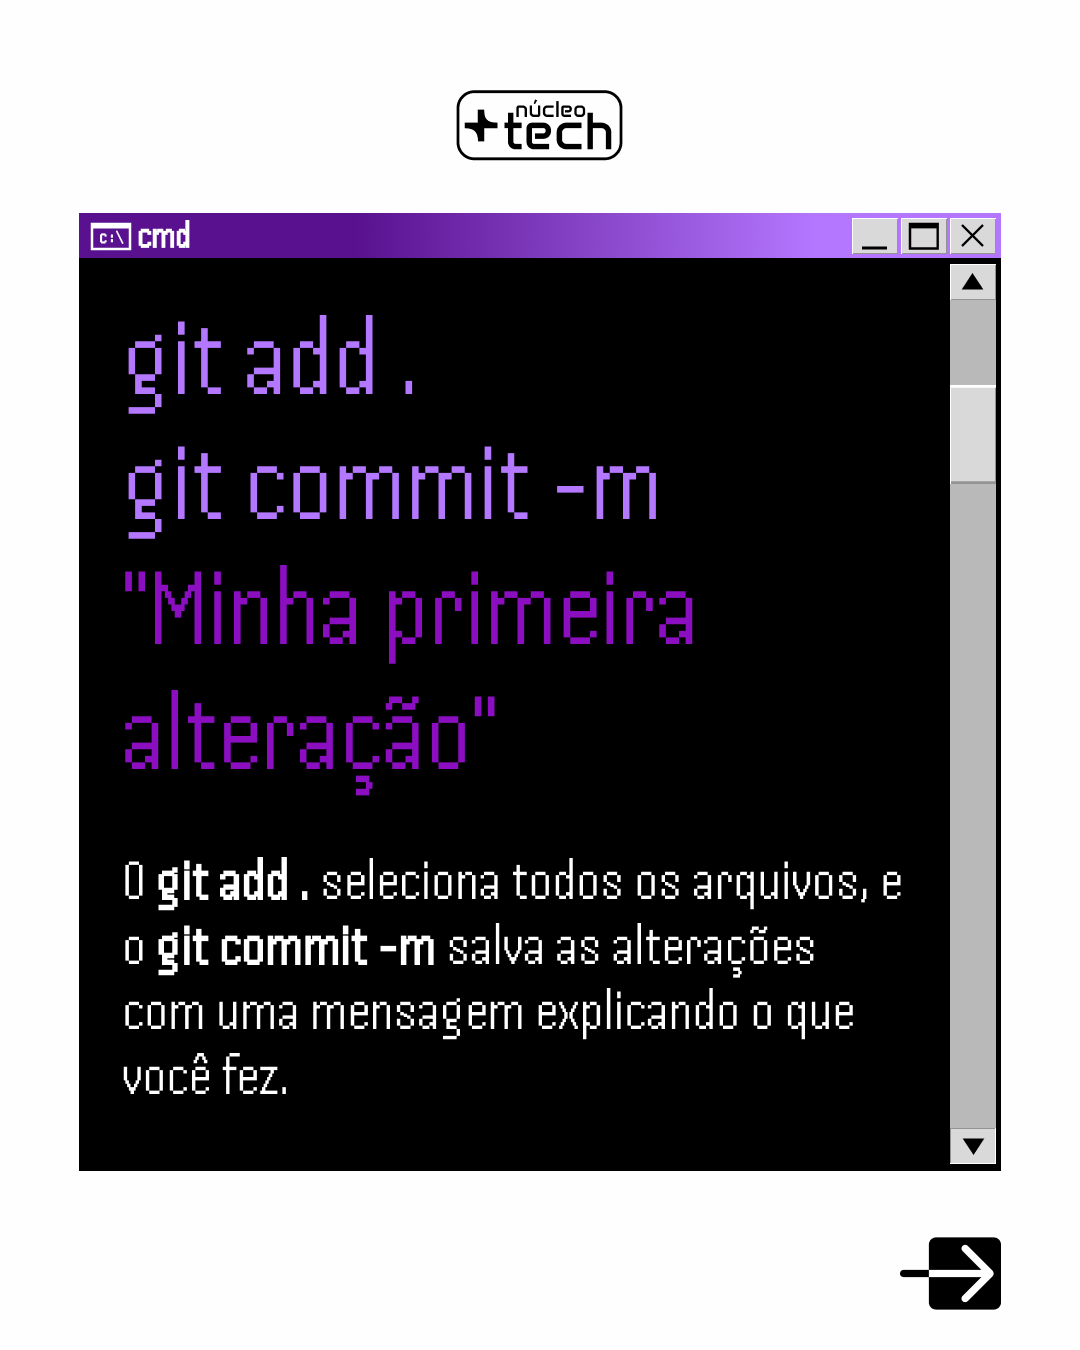 núcleo
tech
C:\ cmd
git add .
git commit -m
"Minha primeira
alteração"
O git add . seleciona todos os arquivos, e
o git commit -m salva as alterações
com uma mensagem explicando o que
você fez.